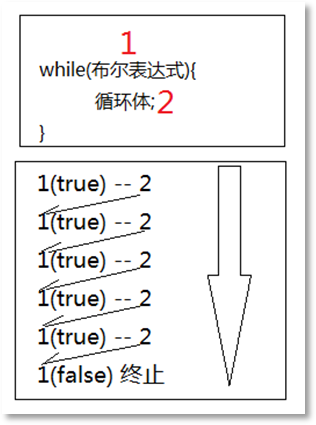 1
while(布尔表达式){
循环体;2
}
1(true) -- 2
1(true) -- 2
1(true) -- 2
1(true) -- 2
1(true) -- 2
1(false) 终止